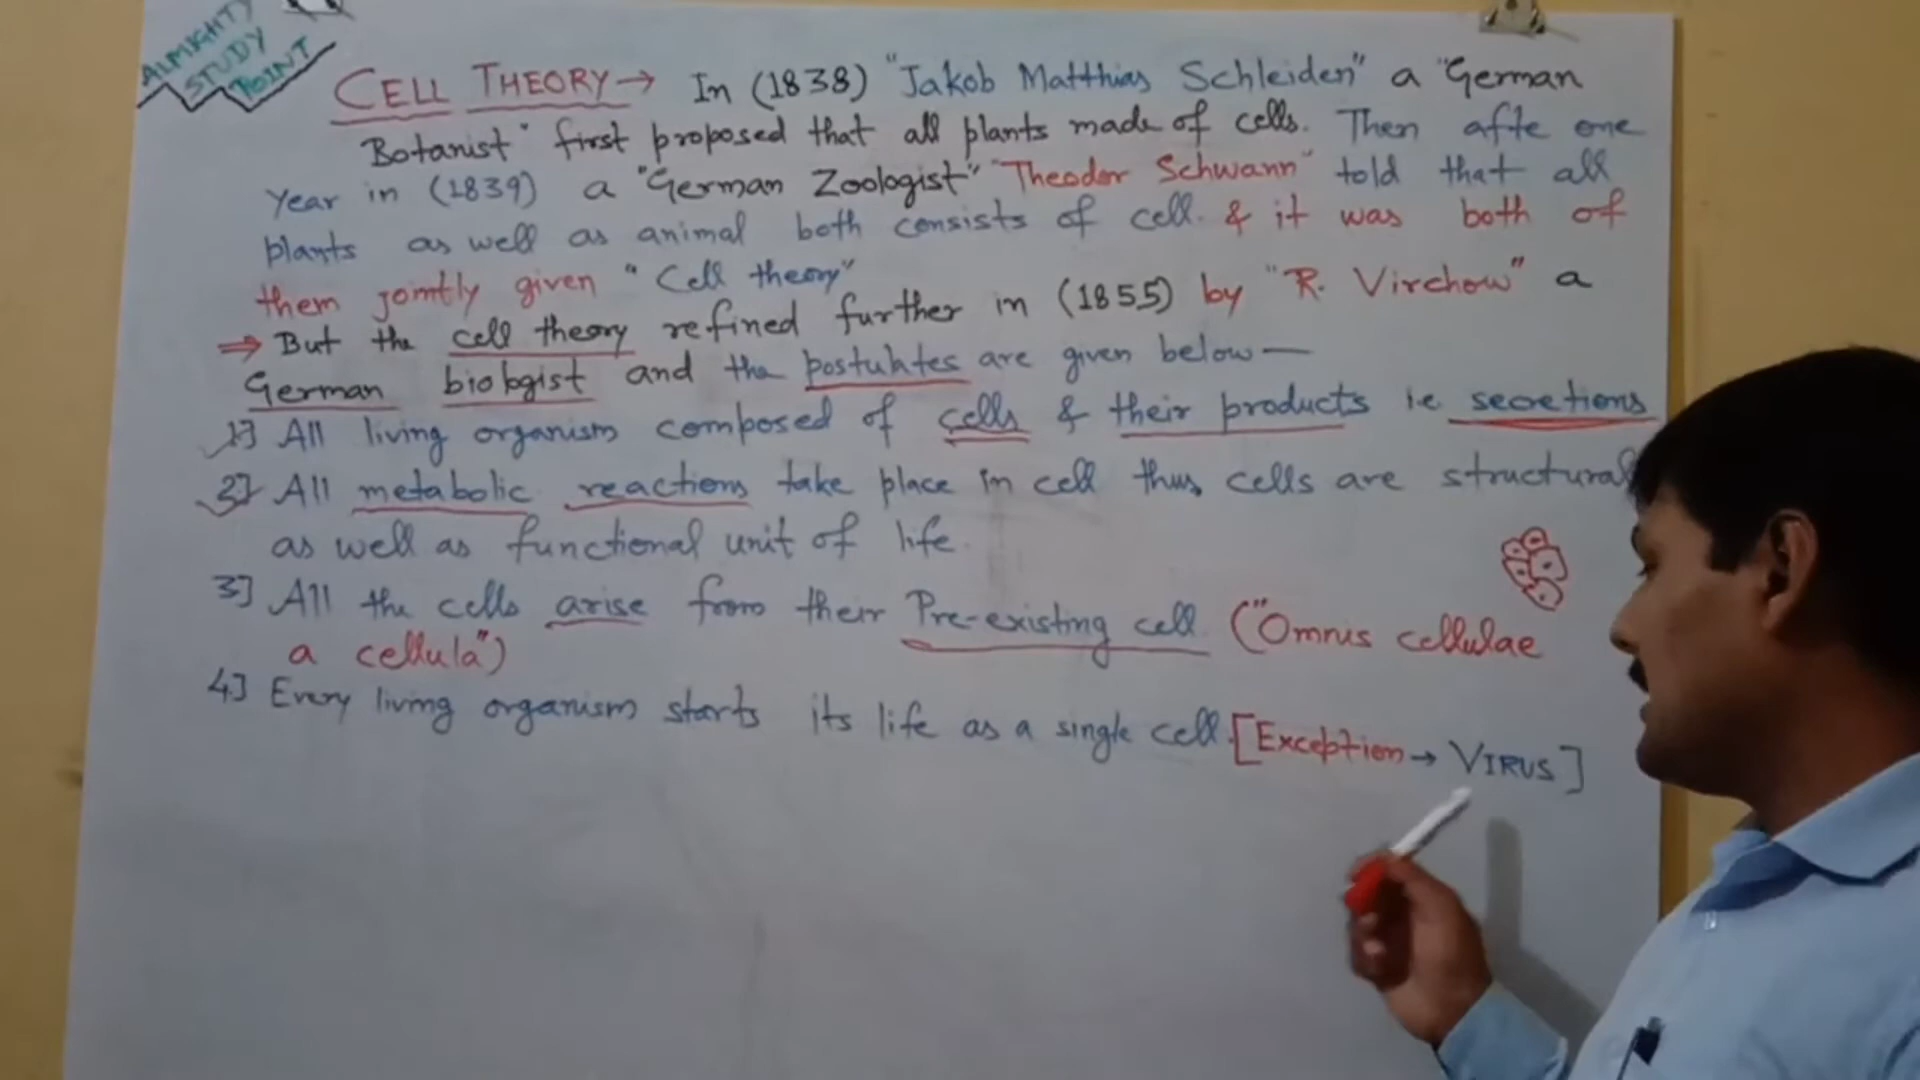 ALMIGHTY
STUDY
POINT
CELL THEORY → In (1838) "Jakob Matthias Schleiden" a "German
Botanist" first proposed that all plants made of cells. Then afte one
year in (1839) a "German Zoologist" "Theodor Schwann" told that all
plants as well as animal both consists of cell. & it was both of
them jointly given "Cell theory"
⇒ But the cell theory refined further in (1855) by "R. Virchow" a
German biologist and the postulates are given below —
1] All living organism composed of cells & their products i.e. secretions
2] All metabolic reactions take place in cell thus cells are structural
as well as functional unit of life.
3] All the cells arise from their Pre-existing cell ("Omnis cellulae
a cellula")
4] Every living organism starts its life as a single cell. [Exception → VIRUS]